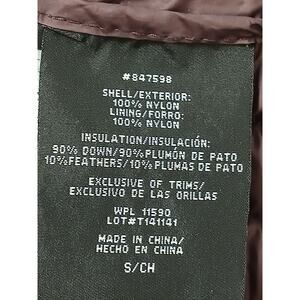 #847598
SHELL/EXTERIOR:
100% NYLON
LINING/FORRO:
100% NYLON
INSULATION/INSULACIÓN:
90% DOWN/90%PLUMÓN DE PATO
10%FEATHERS/10%PLUMAS DE PATO
EXCLUSIVE OF TRIMS/
EXCLUSIVO DE LAS ORILLAS
WPL 11590
LOT#T141141
MADE IN CHINA/
HECHO EN CHINA
S/CH